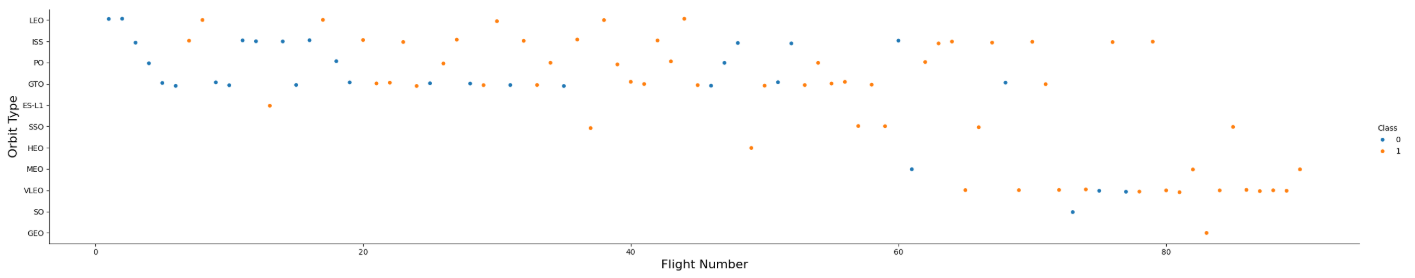 Orbit Type
LEO
ISS
PO
GTO
ES-L1
SSO
HEO
MEO
VLEO
SO
GEO
0
20
40
60
80
Flight Number
Class
0
1